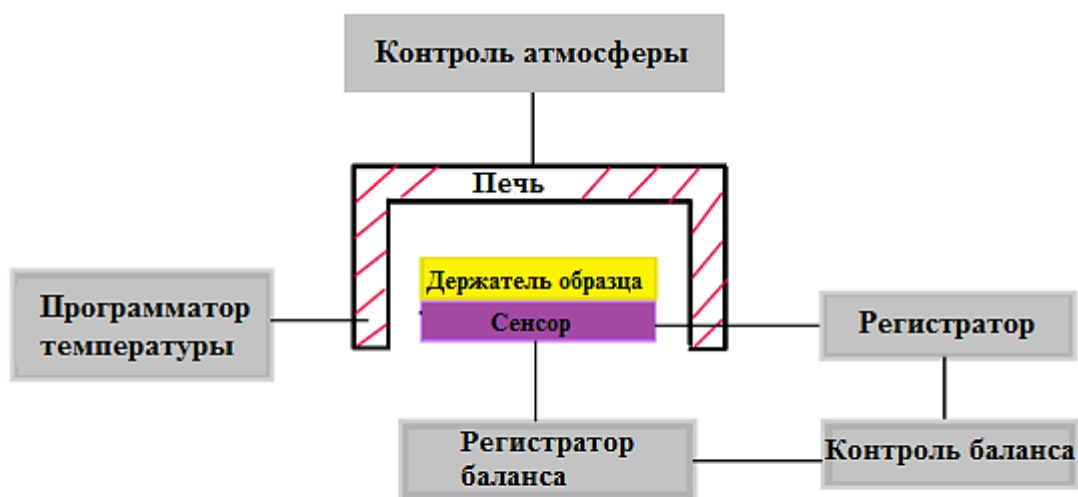 Контроль атмосферы
Печь
Держатель образца
Сенсор
Программатор
температуры
Регистратор
Регистратор
баланса
Контроль баланса